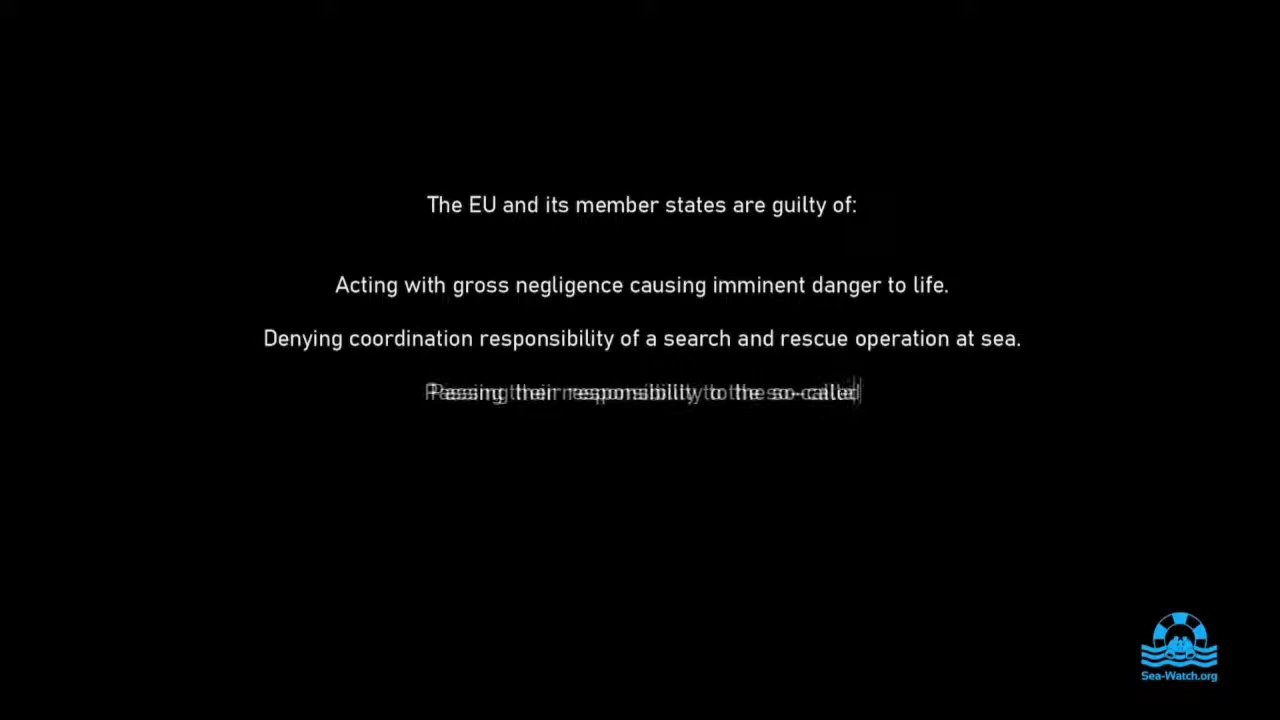 The EU and its member states are guilty of:
Acting with gross negligence causing imminent danger to life.
Denying coordination responsibility of a search and rescue operation at sea.
Passing their responsibility to the so-called
Sea-Watch.org